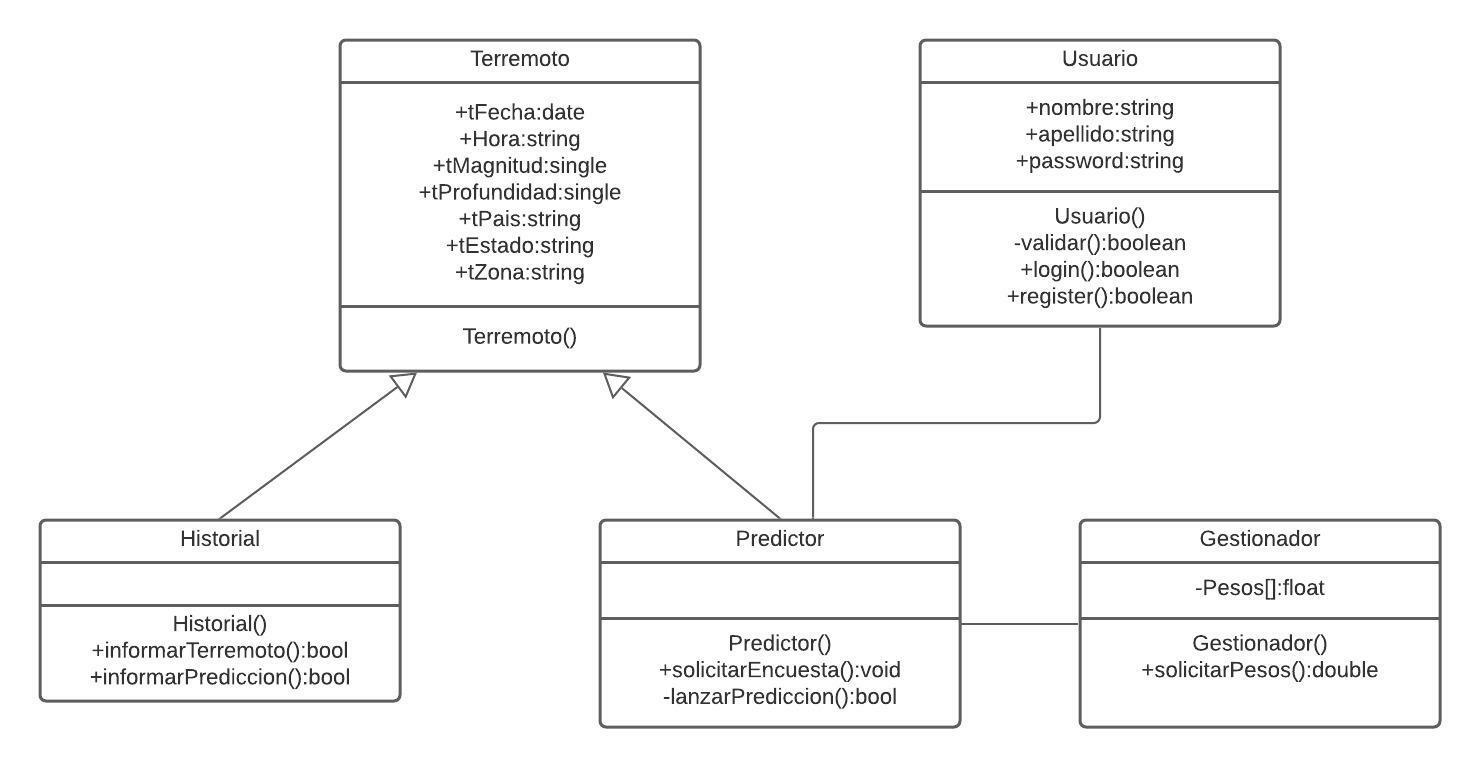 Terremoto
+tFecha:date
+Hora:string
+tMagnitud:single
+tProfundidad:single
+tPais:string
+tEstado:string
+tZona:string
Terremoto()
Usuario
+nombre:string
+apellido:string
+password:string
Usuario()
-validar():boolean
+login():boolean
+register():boolean
Historial
Historial()
+informarTerremoto():bool
+informarPrediccion():bool
Predictor
Predictor()
+solicitarEncuesta():void
-lanzarPrediccion():bool
Gestionador
-Pesos[]:float
Gestionador()
+solicitarPesos():double